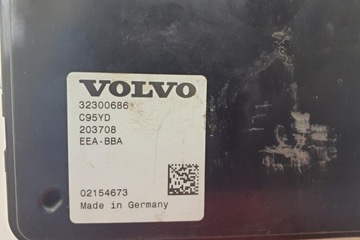 VOLVO
32300686
C95YD
203708
EEA-BBA
02154673
Made in Germany